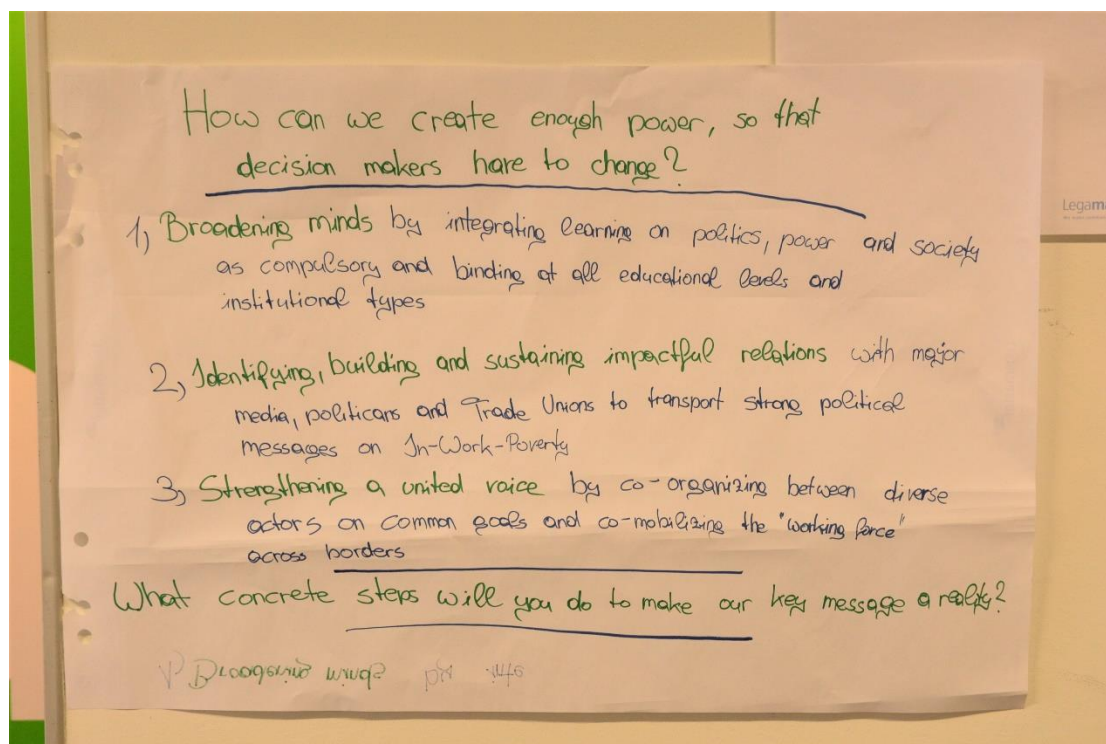 How can we create enough power, so that
decision makers have to change?
1, Broadening minds by integrating learning on politics, power and society
as compulsory and binding at all educational levels and
institutional types
2, Identifying, building and sustaining impactful relations with major
media, politicans and Trade Unions to transport strong political
messages on In-Work-Poverty
3, Strengthening a united voice by co-organizing between diverse
actors on common goals and co-mobilizing the "working force"
across borders
What concrete steps will you do to make our key message a reality?
Broadening minds by
Legam